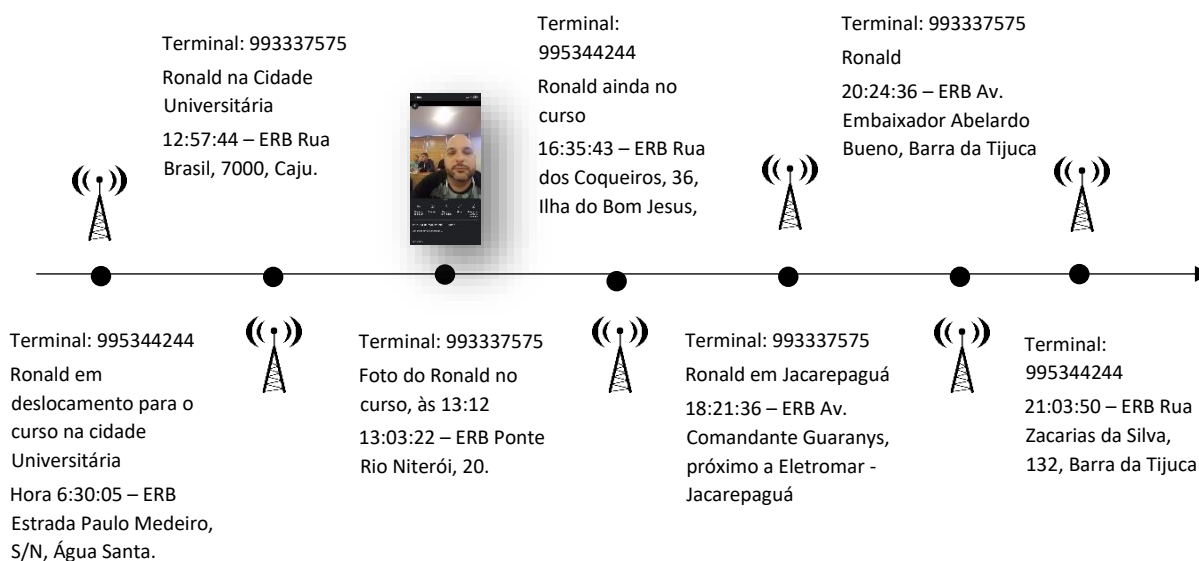 Terminal: 995344244
Ronald em
deslocamento para o
curso na cidade
Universitária
Hora 6:30:05 – ERB
Estrada Paulo Medeiro,
S/N, Água Santa.
Terminal: 993337575
Ronald na Cidade
Universitária
12:57:44 – ERB Rua
Brasil, 7000, Caju.
Terminal: 993337575
Foto do Ronald no
curso, às 13:12
13:03:22 – ERB Ponte
Rio Niterói, 20.
Terminal:
995344244
Ronald ainda no
curso
16:35:43 – ERB Rua
dos Coqueiros, 36,
Ilha do Bom Jesus,
Terminal: 993337575
Ronald em Jacarepaguá
18:21:36 – ERB Av.
Comandante Guaranys,
próximo a Eletromar -
Jacarepaguá
Terminal: 993337575
Ronald
20:24:36 – ERB Av.
Embaixador Abelardo
Bueno, Barra da Tijuca
Terminal:
995344244
21:03:50 – ERB Rua
Zacarias da Silva,
132, Barra da Tijuca